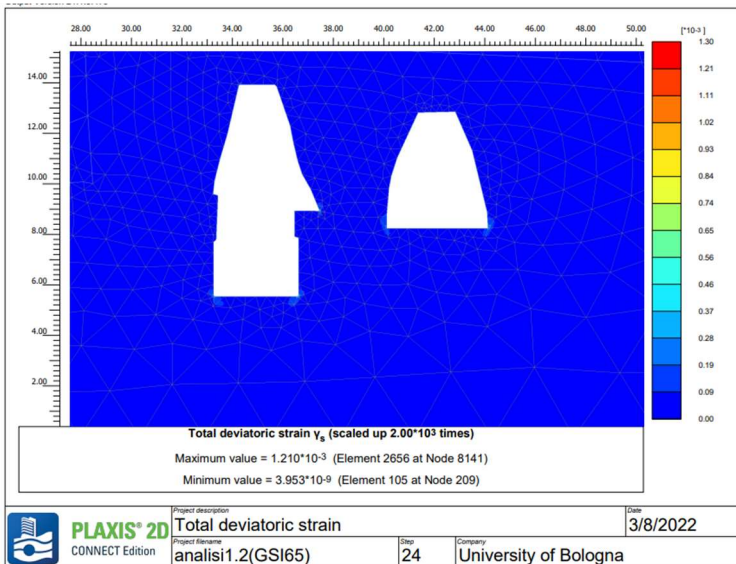 28.00 30.00 32.00 34.00 36.00 38.00 40.00 42.00 44.00 46.00 48.00 50.00
[*10-3 ]
14.00
12.00
10.00
8.00
6.00
4.00
2.00
1.30
1.21
1.11
1.02
0.93
0.84
0.74
0.65
0.56
0.46
0.37
0.28
0.19
0.09
0.00
Total deviatoric strain γs (scaled up 2.00*103 times)
Maximum value = 1.210*10-3 (Element 2656 at Node 8141)
Minimum value = 3.953*10-9 (Element 105 at Node 209)
PLAXIS® 2D
CONNECT Edition
Project description
Total deviatoric strain
Date
3/8/2022
Project filename
analisi1.2(GSI65)
Step
24
Company
University of Bologna